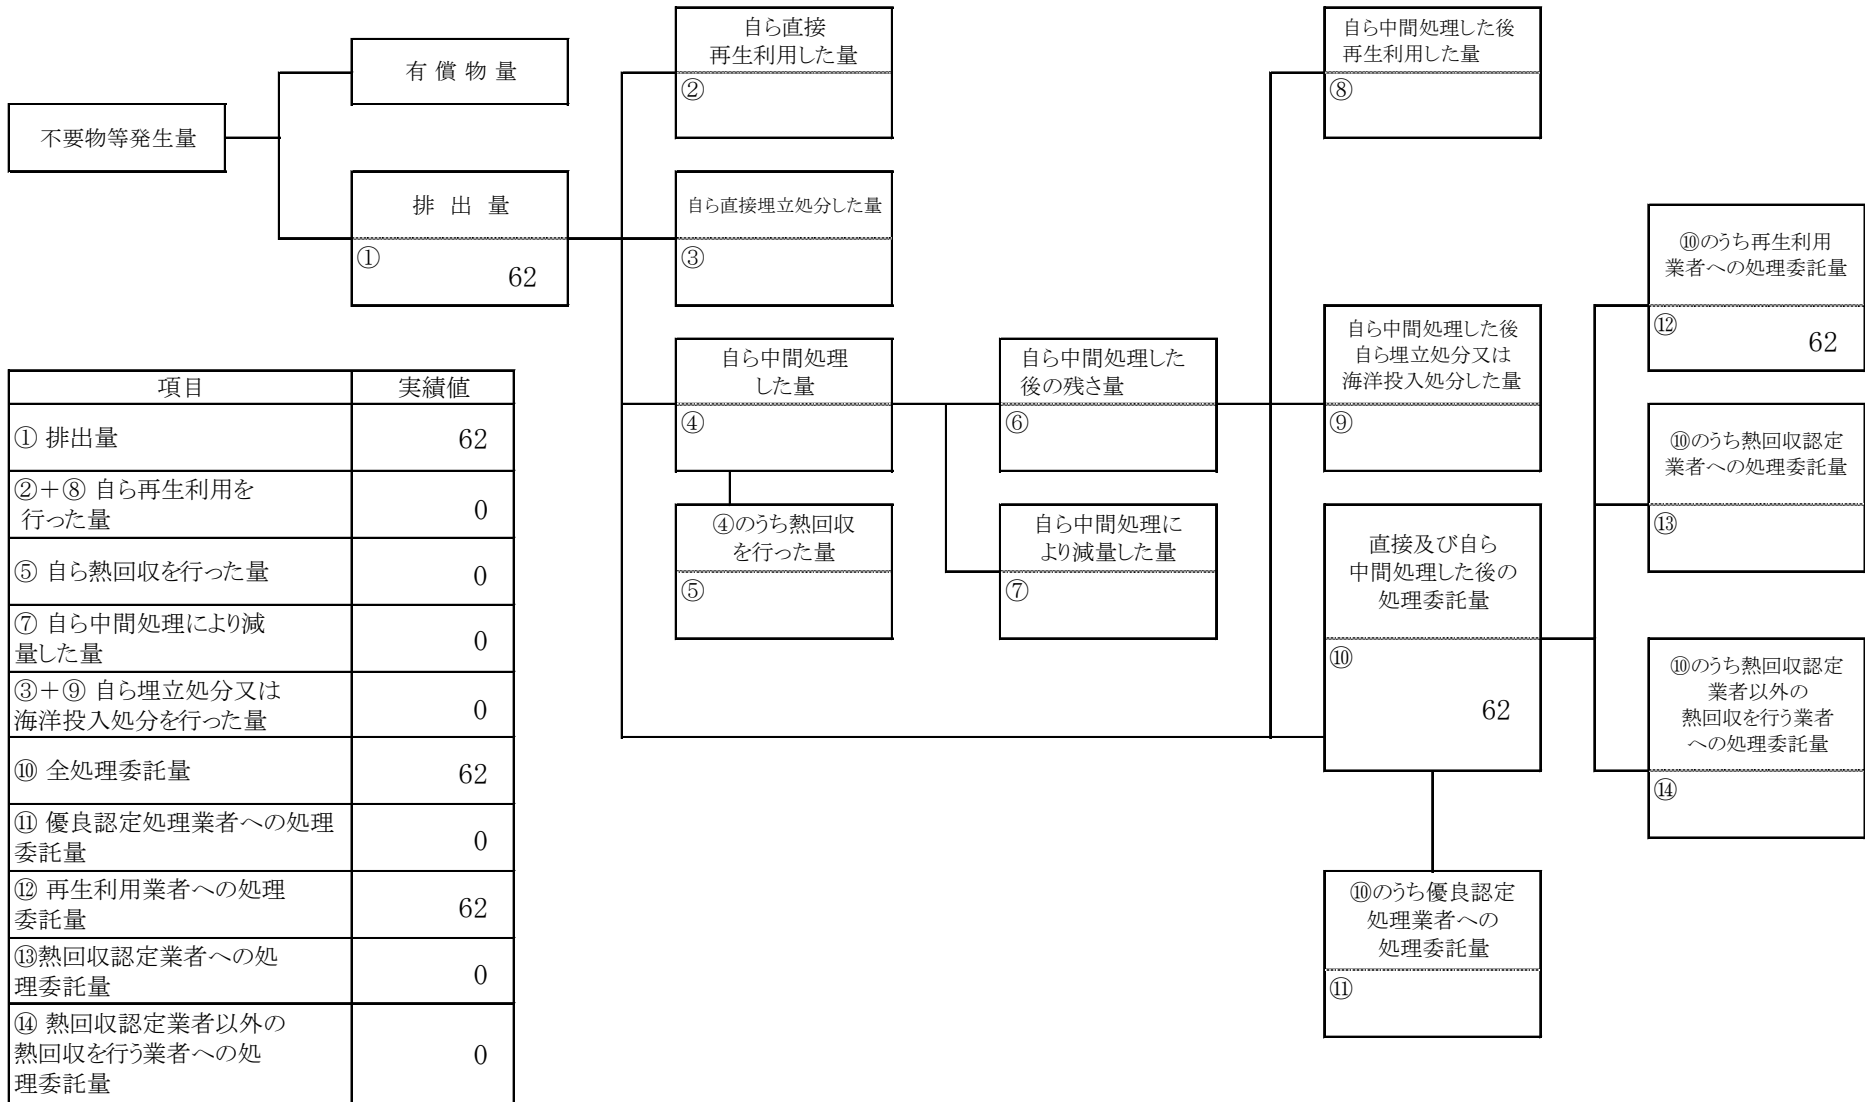 不要物等発生量
有 償 物 量
排 出 量
①
62
自ら直接
再生利用した量
②
自ら直接埋立処分した量
③
自ら中間処理
した量
④
④のうち熱回収
を行った量
⑤
自ら中間処理した
後の残さ量
⑥
自ら中間処理に
より減量した量
⑦
自ら中間処理した後
再生利用した量
⑧
自ら中間処理した後
自ら埋立処分又は
海洋投入処分した量
⑨
直接及び自ら
中間処理した後の
処理委託量
⑩
62
⑩のうち優良認定
処理業者への
処理委託量
⑪
⑩のうち再生利用
業者への処理委託量
⑫
62
⑩のうち熱回収認定
業者への処理委託量
⑬
⑩のうち熱回収認定
業者以外の
熱回収を行う業者
への処理委託量
⑭
項目 実績値
① 排出量 62
②+⑧ 自ら再生利用を
行った量 0
⑤ 自ら熱回収を行った量 0
⑦ 自ら中間処理により減
量した量 0
③+⑨ 自ら埋立処分又は
海洋投入処分を行った量 0
⑩ 全処理委託量 62
⑪ 優良認定処理業者への処理
委託量 0
⑫ 再生利用業者への処理
委託量 62
⑬熱回収認定業者への処
理委託量 0
⑭ 熱回収認定業者以外の
熱回収を行う業者への処
理委託量 0